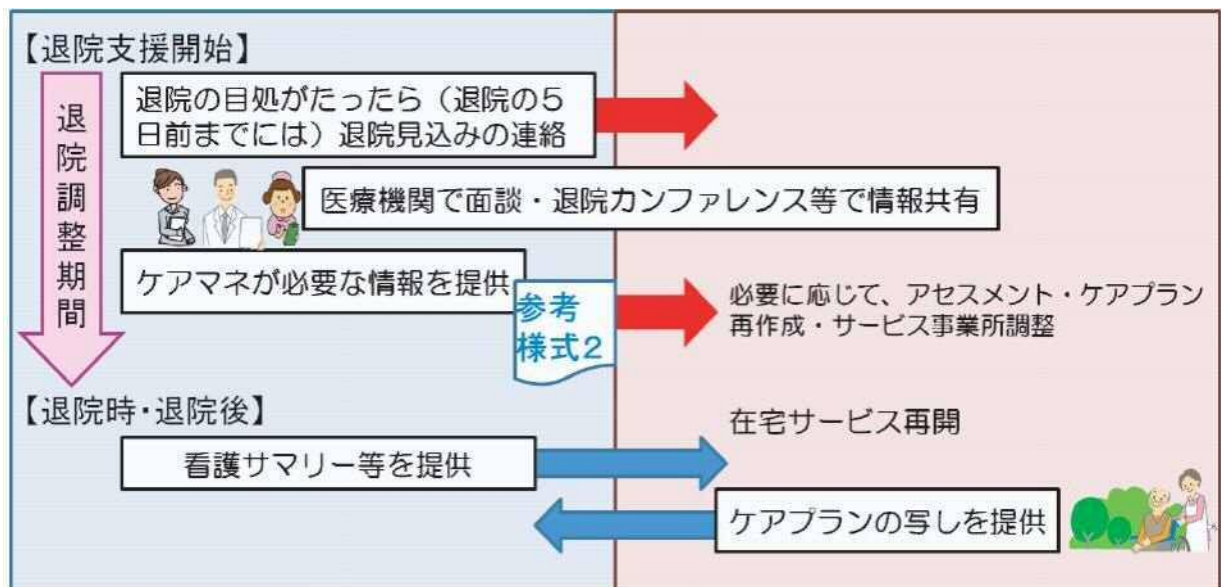 【退院支援開始】
退院調整期間
退院の目処がたったら（退院の5
日前までには）退院見込みの連絡
医療機関で面談・退院カンファレンス等で情報共有
ケアマネが必要な情報を提供
参考
様式2
必要に応じて、アセスメント・ケアプラン
再作成・サービス事業所調整
【退院時・退院後】
在宅サービス再開
看護サマリー等を提供
ケアプランの写しを提供